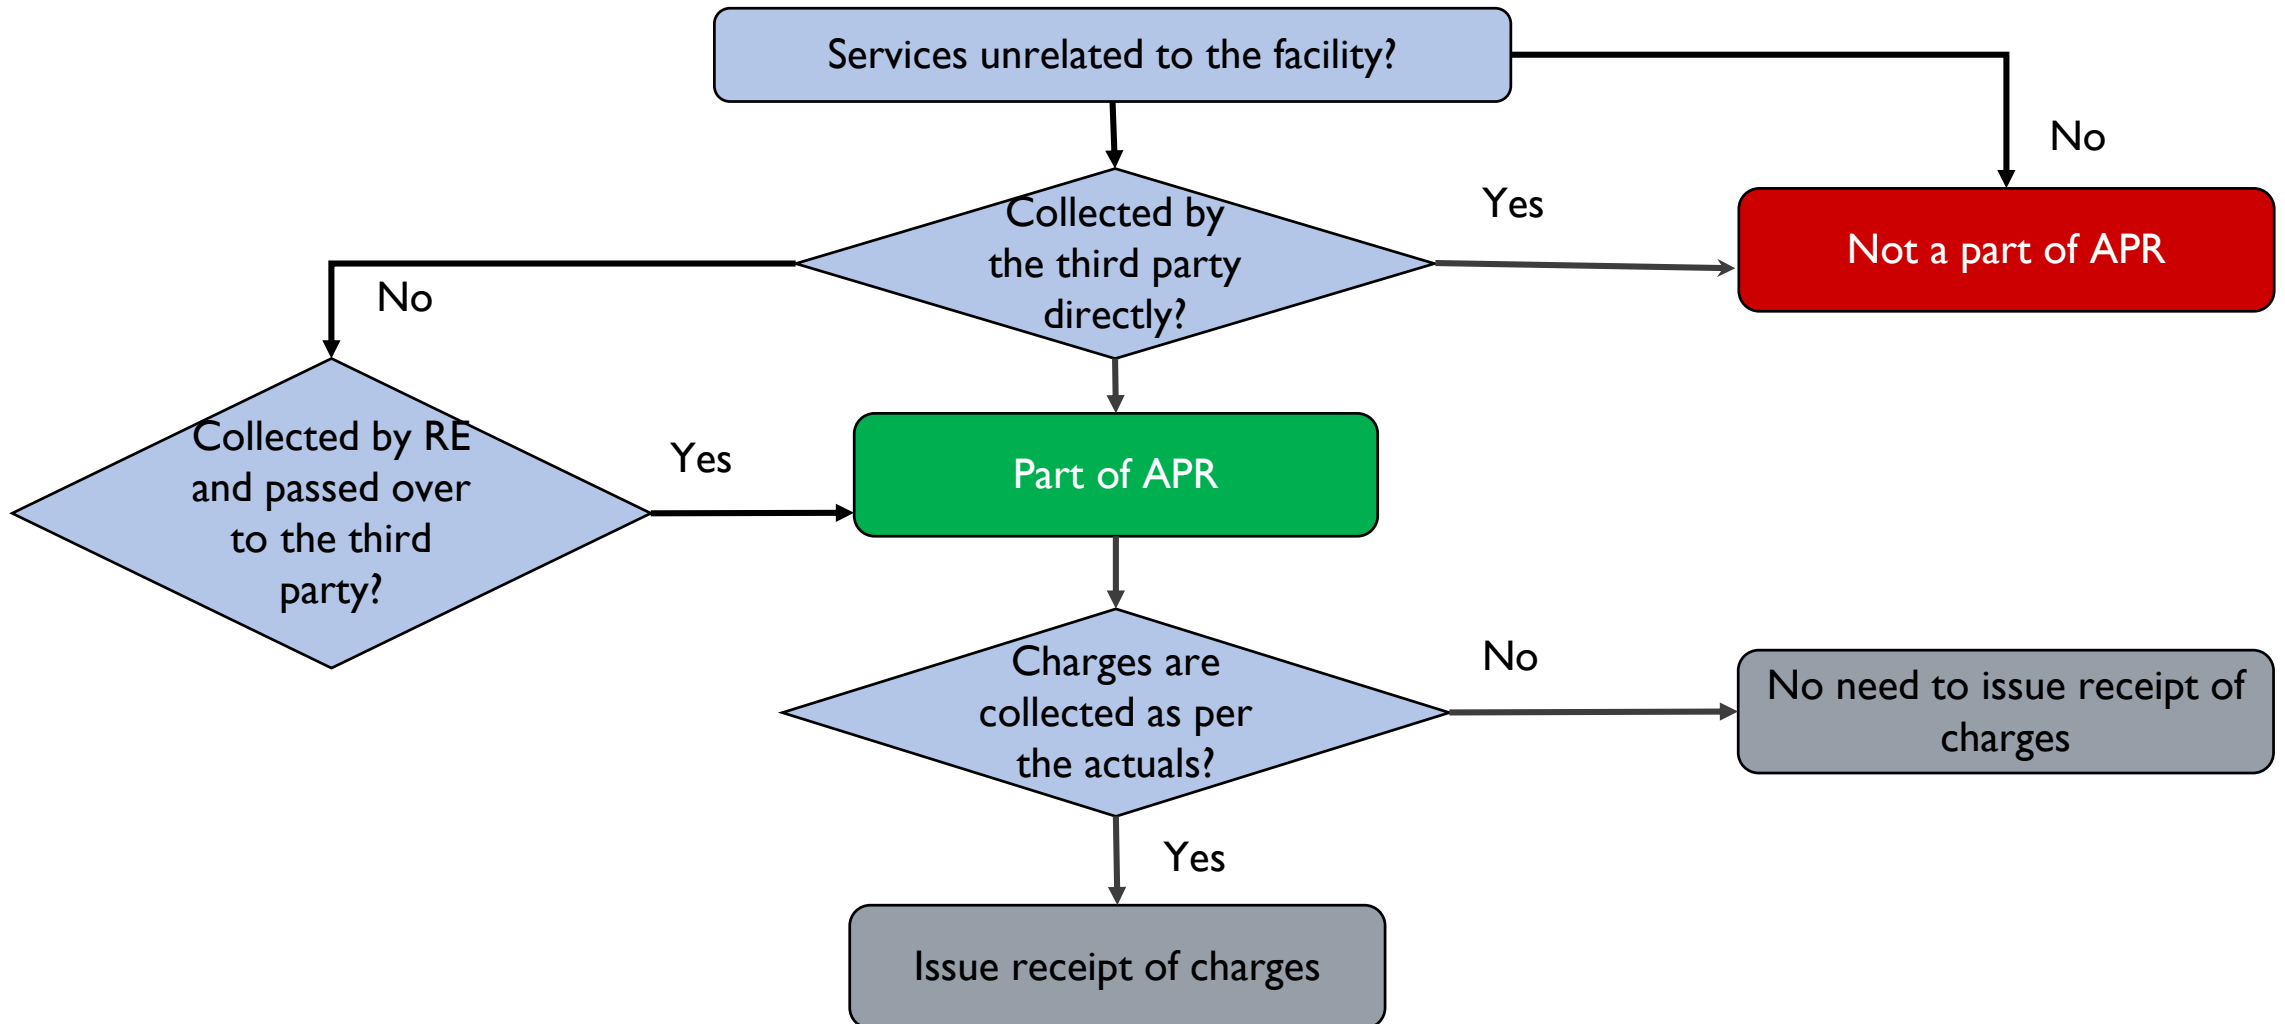 Services unrelated to the facility?
No
Yes
Collected by
the third party
directly?
Not a part of APR
No
Collected by RE
and passed over
to the third
party?
Yes
Part of APR
Charges are
collected as per
the actuals?
No
No need to issue receipt of
charges
Yes
Issue receipt of charges